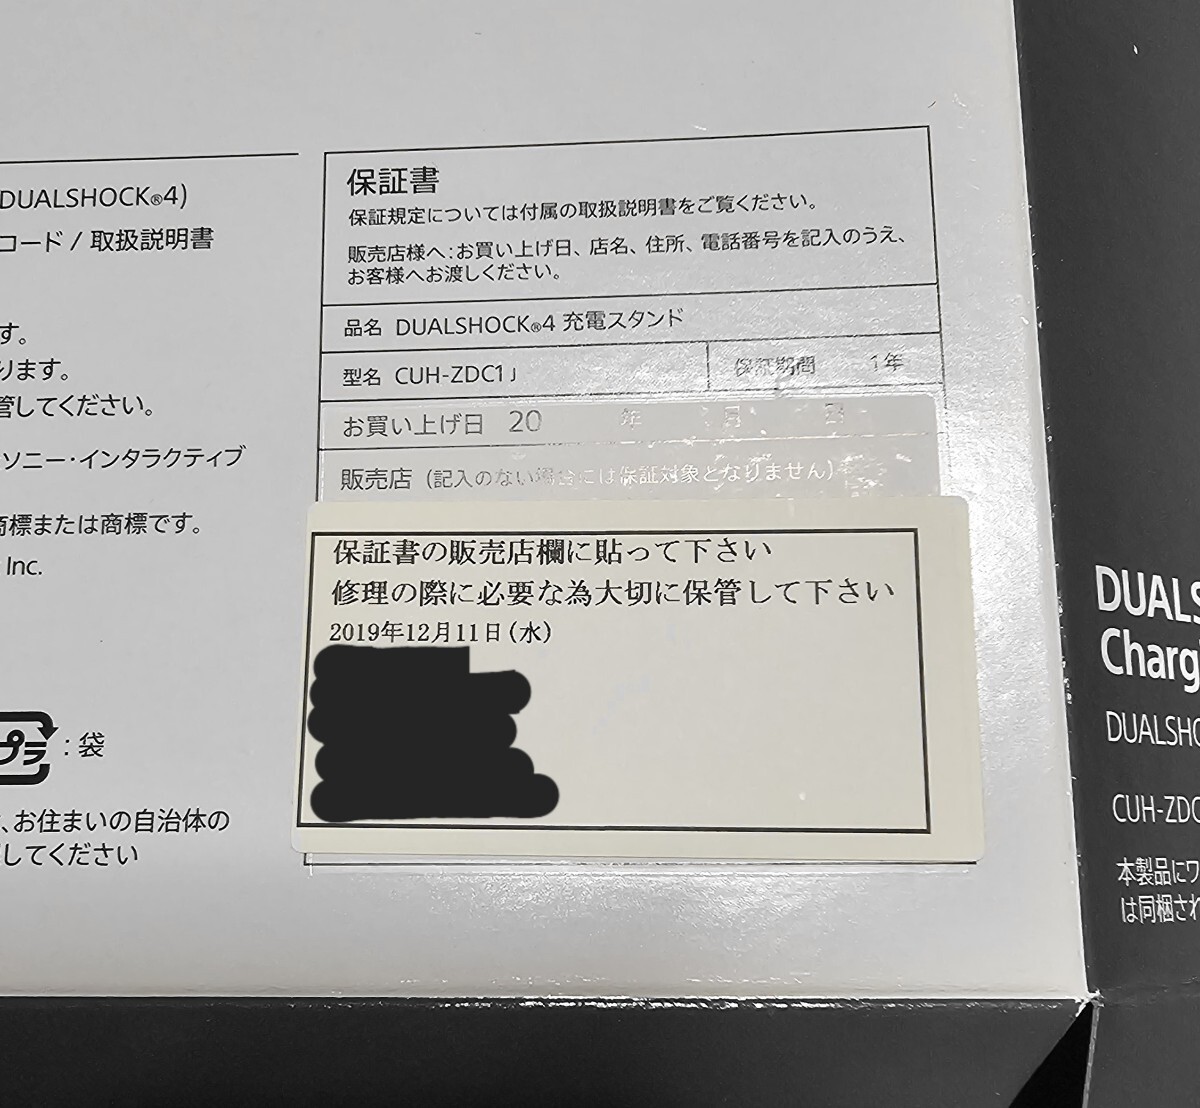 DUALSHOCK®4)
コード / 取扱説明書
す。
ります。
管してください。
ソニー・インタラクティブ
商標または商標です。
Inc.
プラ
:袋
、お住まいの自治体の
してください
保証書
保証規定については付属の取扱説明書をご覧ください。
販売店様へ:お買い上げ日、店名、住所、電話番号を記入のうえ、
お客様へお渡しください。
品名 DUALSHOCK®4 充電スタンド
型名 CUH-ZDC1J 保証期間 1年
お買い上げ日 20 年 月 日
販売店 (記入のない場合には保証対象となりません)
保証書の販売店欄に貼って下さい
修理の際に必要な為大切に保管して下さい
2019年12月11日(水)
DUALS
Chargi
DUALSHO
CUH-ZDC
本製品にワ
は同梱され